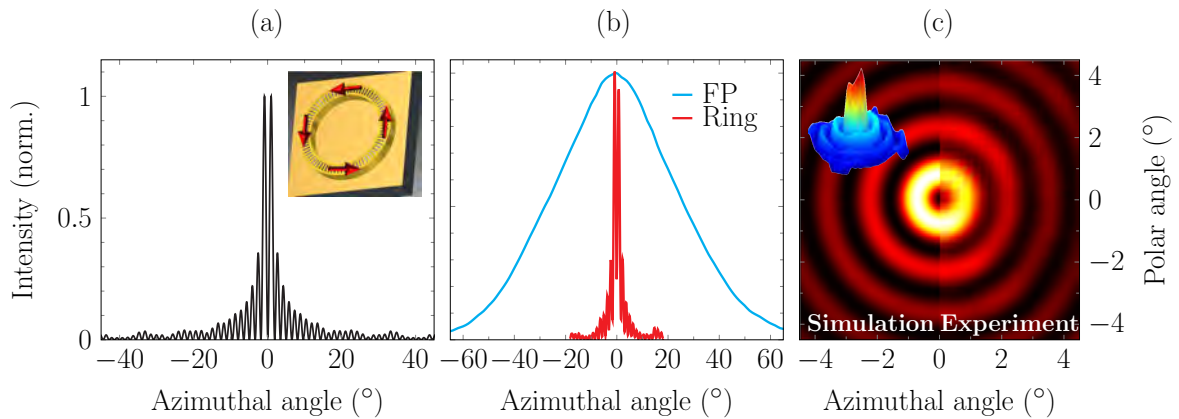 (a)
(b)
(c)
Intensity (norm.)
1
0.5
0
−40 −20 0 20 40
Azimuthal angle (°)
FP
Ring
−60 −40 −20 0 20 40 60
Azimuthal angle (°)
Simulation Experiment
4
2
0
−2
−4
Polar angle (°)
−4 −2 0 2 4
Azimuthal angle (°)